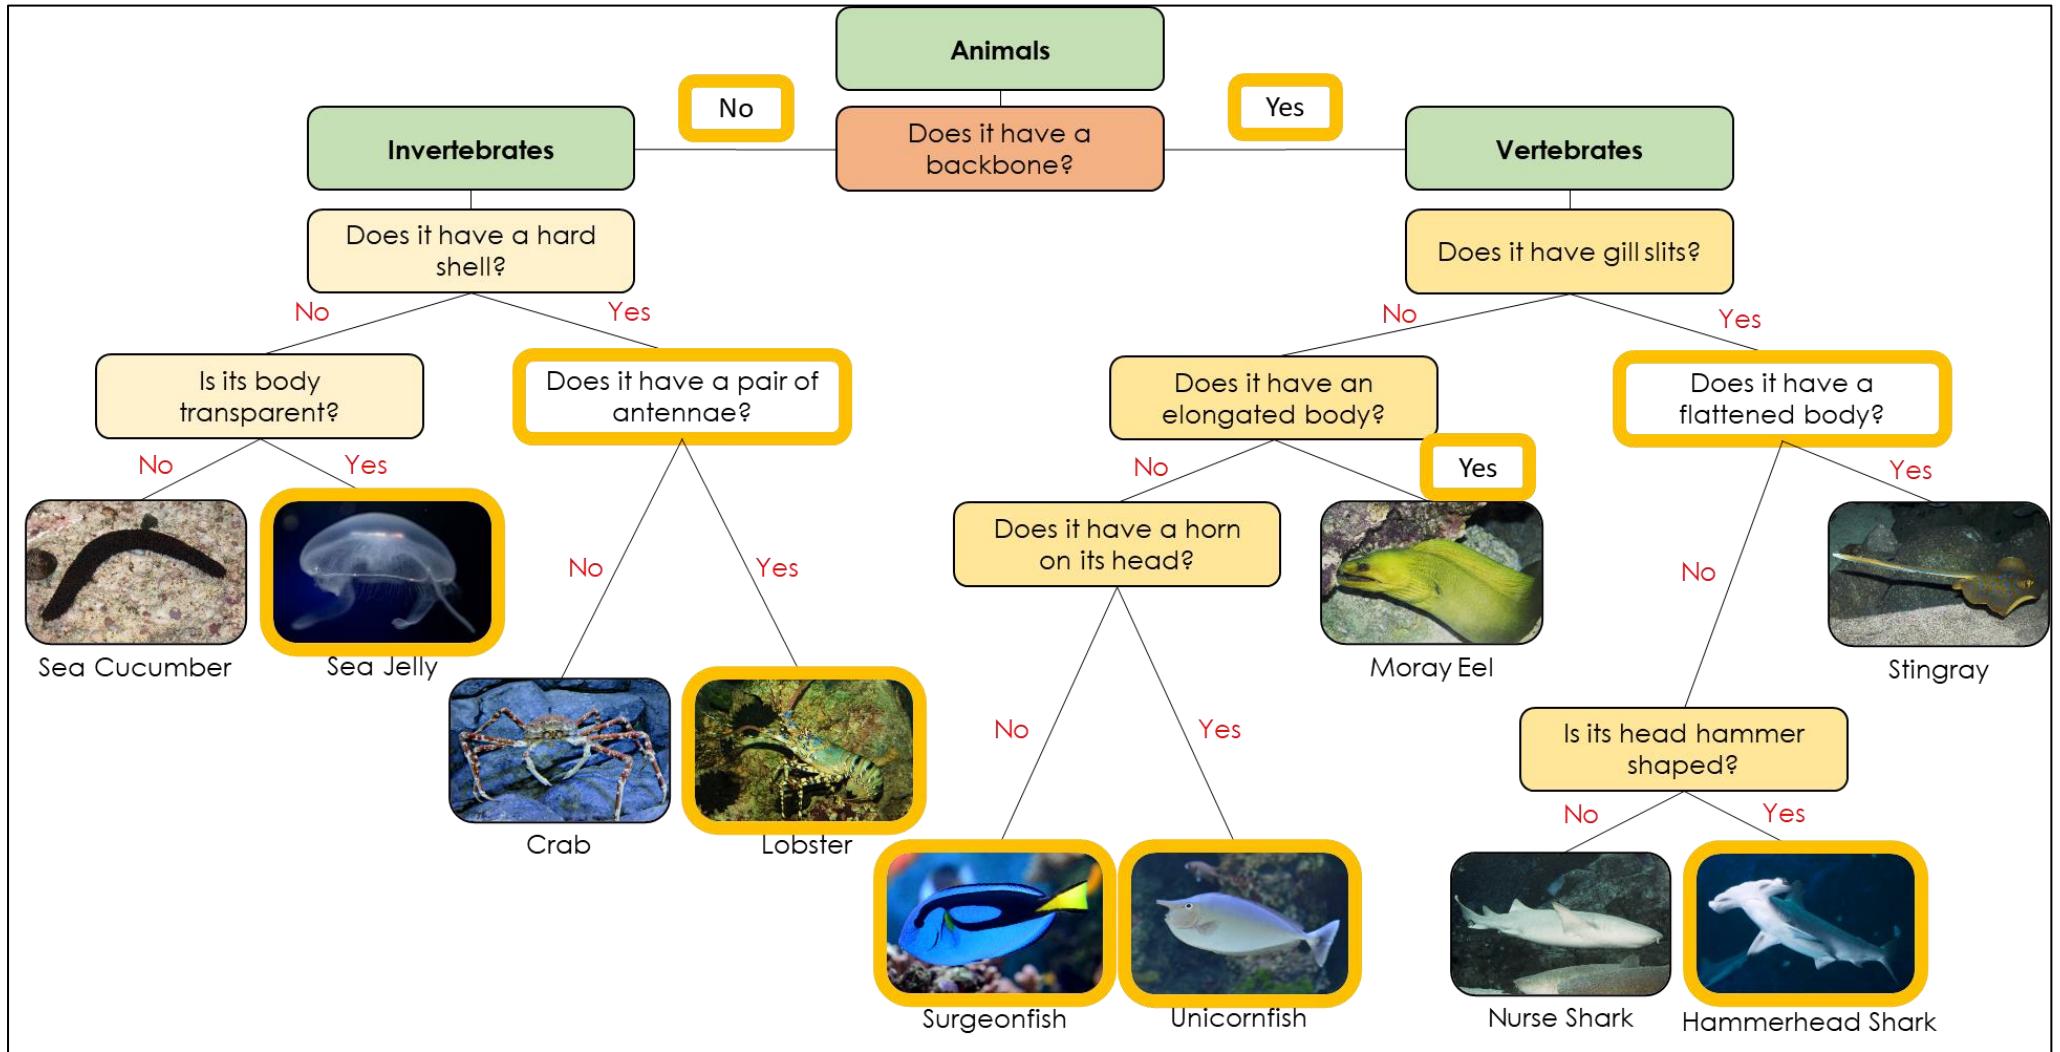 Animals
No
Yes
Does it have a
backbone?
Invertebrates
Vertebrates
Does it have a hard
shell?
Does it have gill slits?
No
Yes
No
Yes
Is its body
transparent?
Does it have a pair of
antennae?
Does it have an
elongated body?
Does it have a
flattened body?
No
Yes
No
Yes
Yes
Does it have a horn
on its head?
No
Yes
No
Sea Cucumber
Sea Jelly
Moray Eel
Stingray
No
Yes
Is its head hammer
shaped?
No
Yes
Crab
Lobster
Surgeonfish
Unicornfish
Nurse Shark
Hammerhead Shark